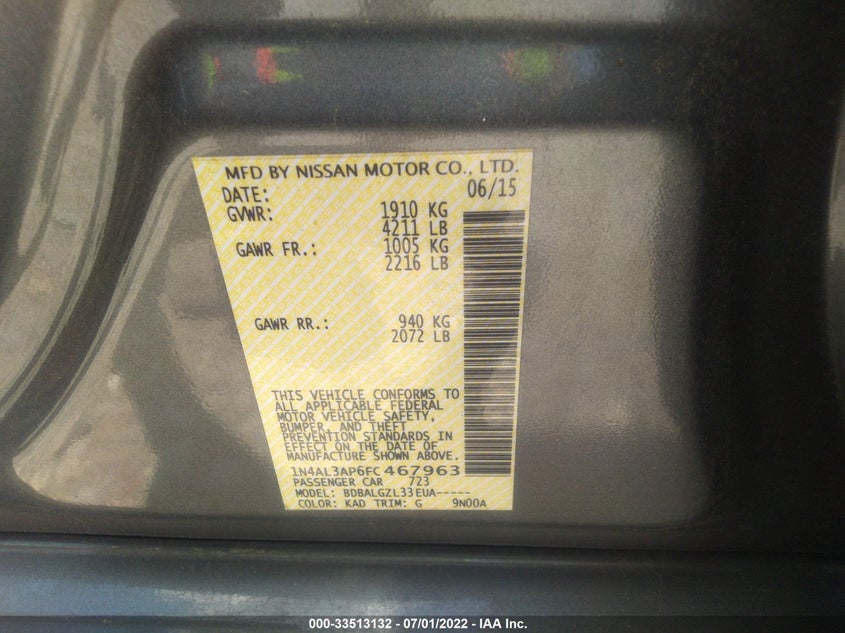 MFD BY NISSAN MOTOR CO., LTD.
DATE: 06/15
GVWR: 1910 KG
4211 LB
GAWR FR.: 1005 KG
2216 LB
GAWR RR.: 940 KG
2072 LB
THIS VEHICLE CONFORMS TO
ALL APPLICABLE FEDERAL
MOTOR VEHICLE SAFETY,
BUMPER, AND THEFT
PREVENTION STANDARDS IN
EFFECT ON THE DATE OF
MANUFACTURE SHOWN ABOVE.
1N4AL3AP6FC467963
PASSENGER CAR 723
MODEL: BDBALGZL33EUA-----
COLOR: KAD TRIM: G 9N00A
000-33513132 - 07/01/2022 - IAA Inc.